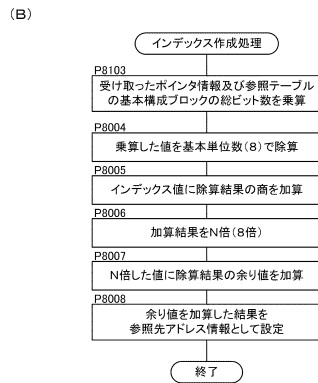 (B)
インデックス作成処理
P8103
受け取ったポインタ情報及び参照テーブル
の基本構成ブロックの総ビット数を乗算
P8004
乗算した値を基本単位数(8)で除算
P8005
インデックス値に除算結果の商を加算
P8006
加算結果をN倍(8倍)
P8007
N倍した値に除算結果の余り値を加算
P8008
余り値を加算した結果を
参照先アドレス情報として設定
終了